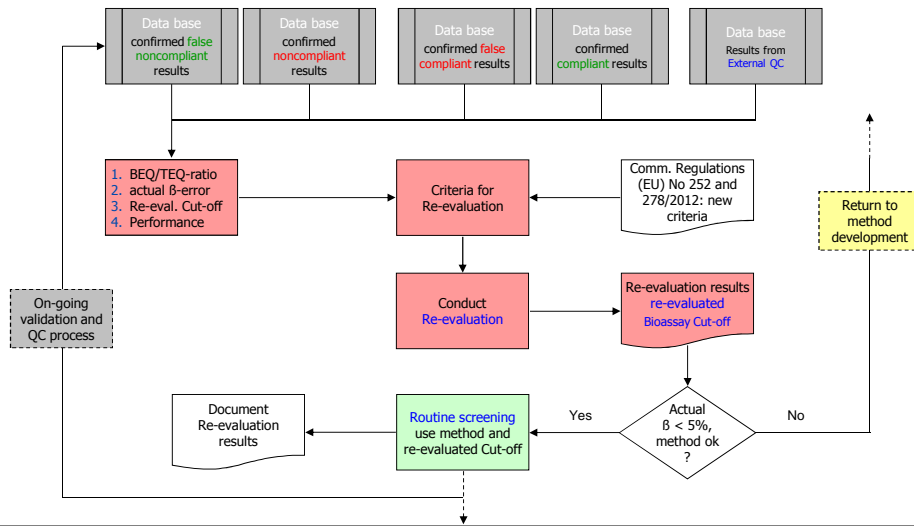 Data base
confirmed false
noncompliant
results
Data base
confirmed
noncompliant
results
Data base
confirmed false
compliant results
Data base
confirmed
compliant results
Data base
Results from
External QC
1. BEQ/TEQ-ratio
2. actual ß-error
3. Re-eval. Cut-off
4. Performance
Criteria for
Re-evaluation
Comm. Regulations
(EU) No 252 and
278/2012: new
criteria
Return to
method
development
On-going
validation and
QC process
Conduct
Re-evaluation
Re-evaluation results
re-evaluated
Bioassay Cut-off
Document
Re-evaluation
results
Routine screening
use method and
re-evaluated Cut-off
Yes
Actual
ß < 5%,
method ok
?
No